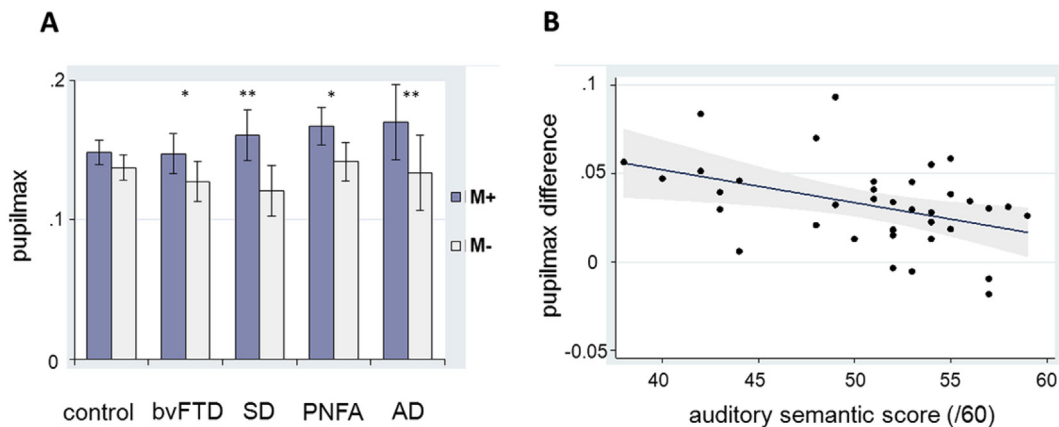 A
.2
* ** * **
.1
0
pupilmax
M+
M-
control bvFTD SD PNFA AD
B
.1
0.05
0
-0.05
pupilmax difference
40 45 50 55 60
auditory semantic score (/60)